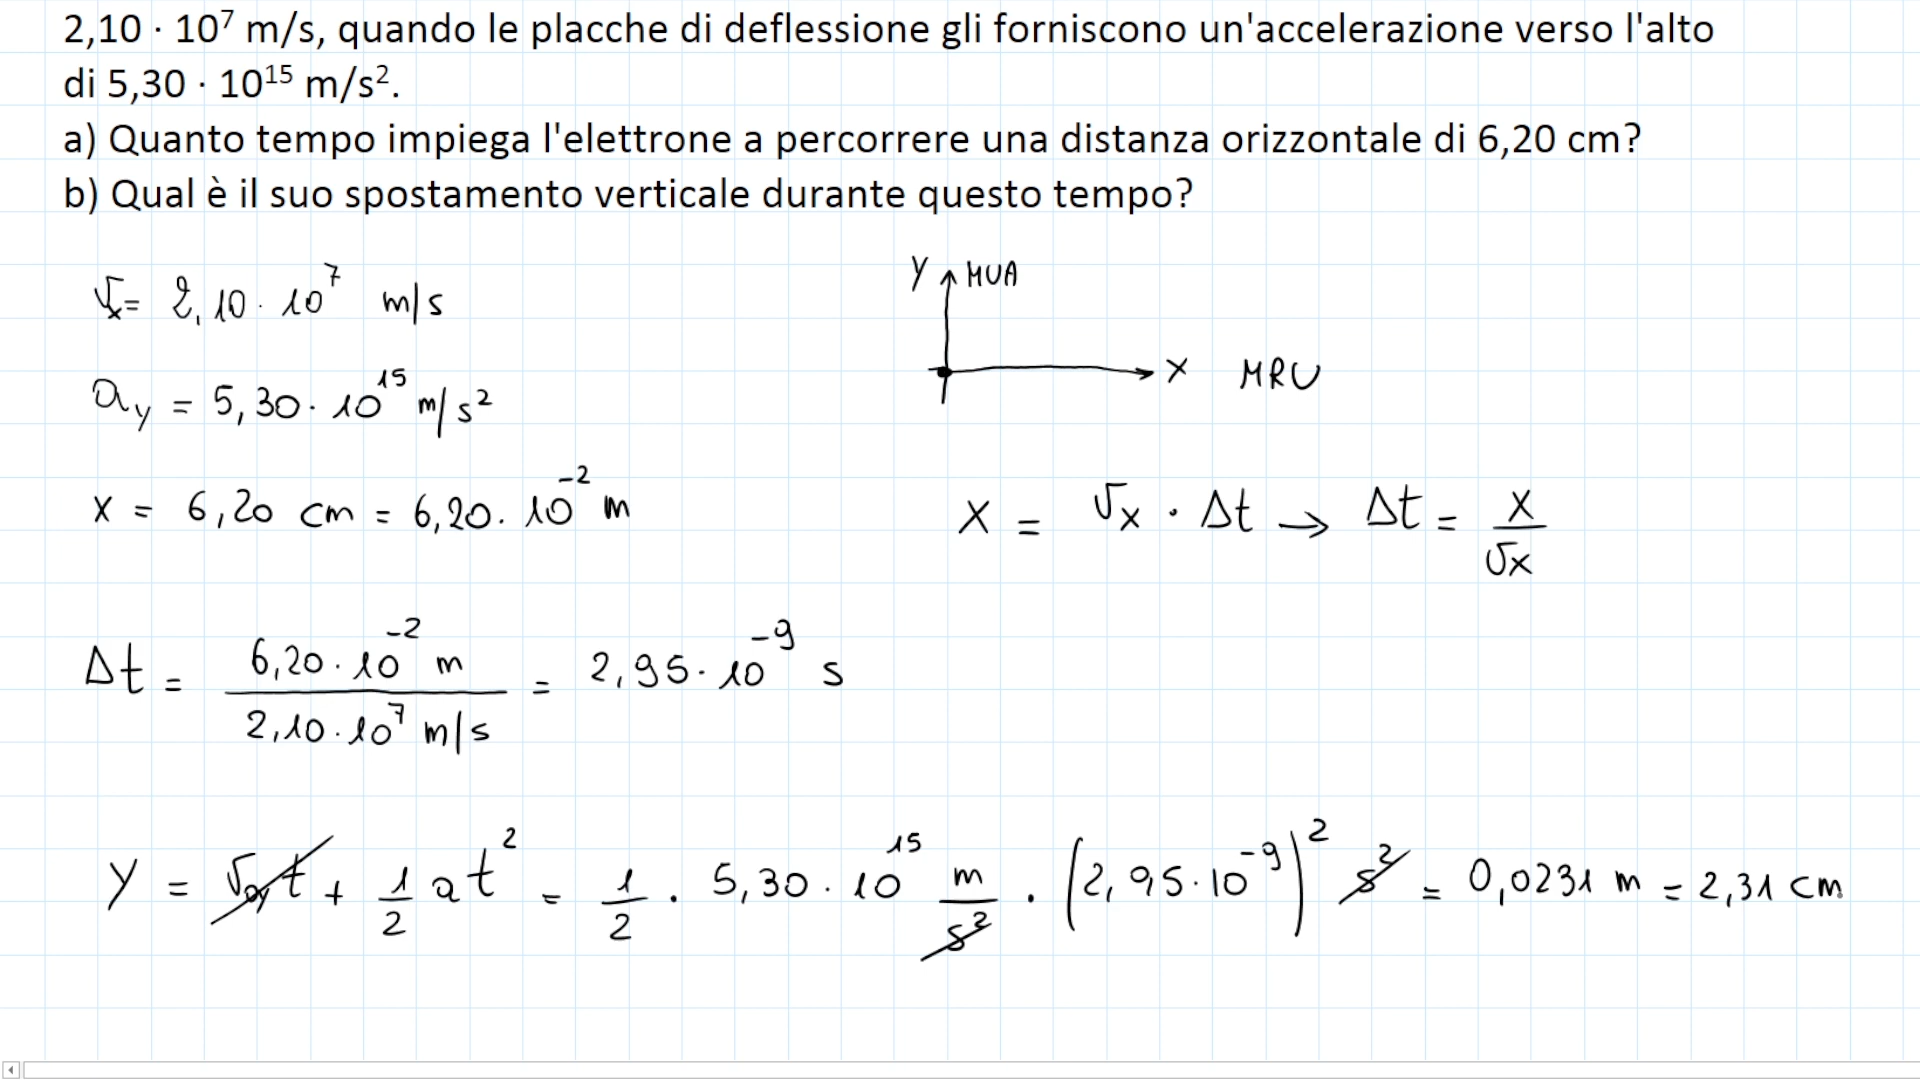 2,10 · 10⁷ m/s, quando le placche di deflessione gli forniscono un'accelerazione verso l'alto
di 5,30 · 10¹⁵ m/s².
a) Quanto tempo impiega l'elettrone a percorrere una distanza orizzontale di 6,20 cm?
b) Qual è il suo spostamento verticale durante questo tempo?
vₓ = 2,10 · 10⁷ m/s
Y MUA
X MRU
a_y = 5,30 · 10¹⁵ m/s²
x = 6,20 cm = 6,20 · 10⁻² m
x = vₓ · Δt → Δt = x / vₓ
Δt = 6,20 · 10⁻² m / 2,10 · 10⁷ m/s = 2,95 · 10⁻⁹ s
y = v₀t + 1/2 at² = 1/2 · 5,30 · 10¹⁵ m/s² · (2,95 · 10⁻⁹)² s² = 0,0231 m = 2,31 cm